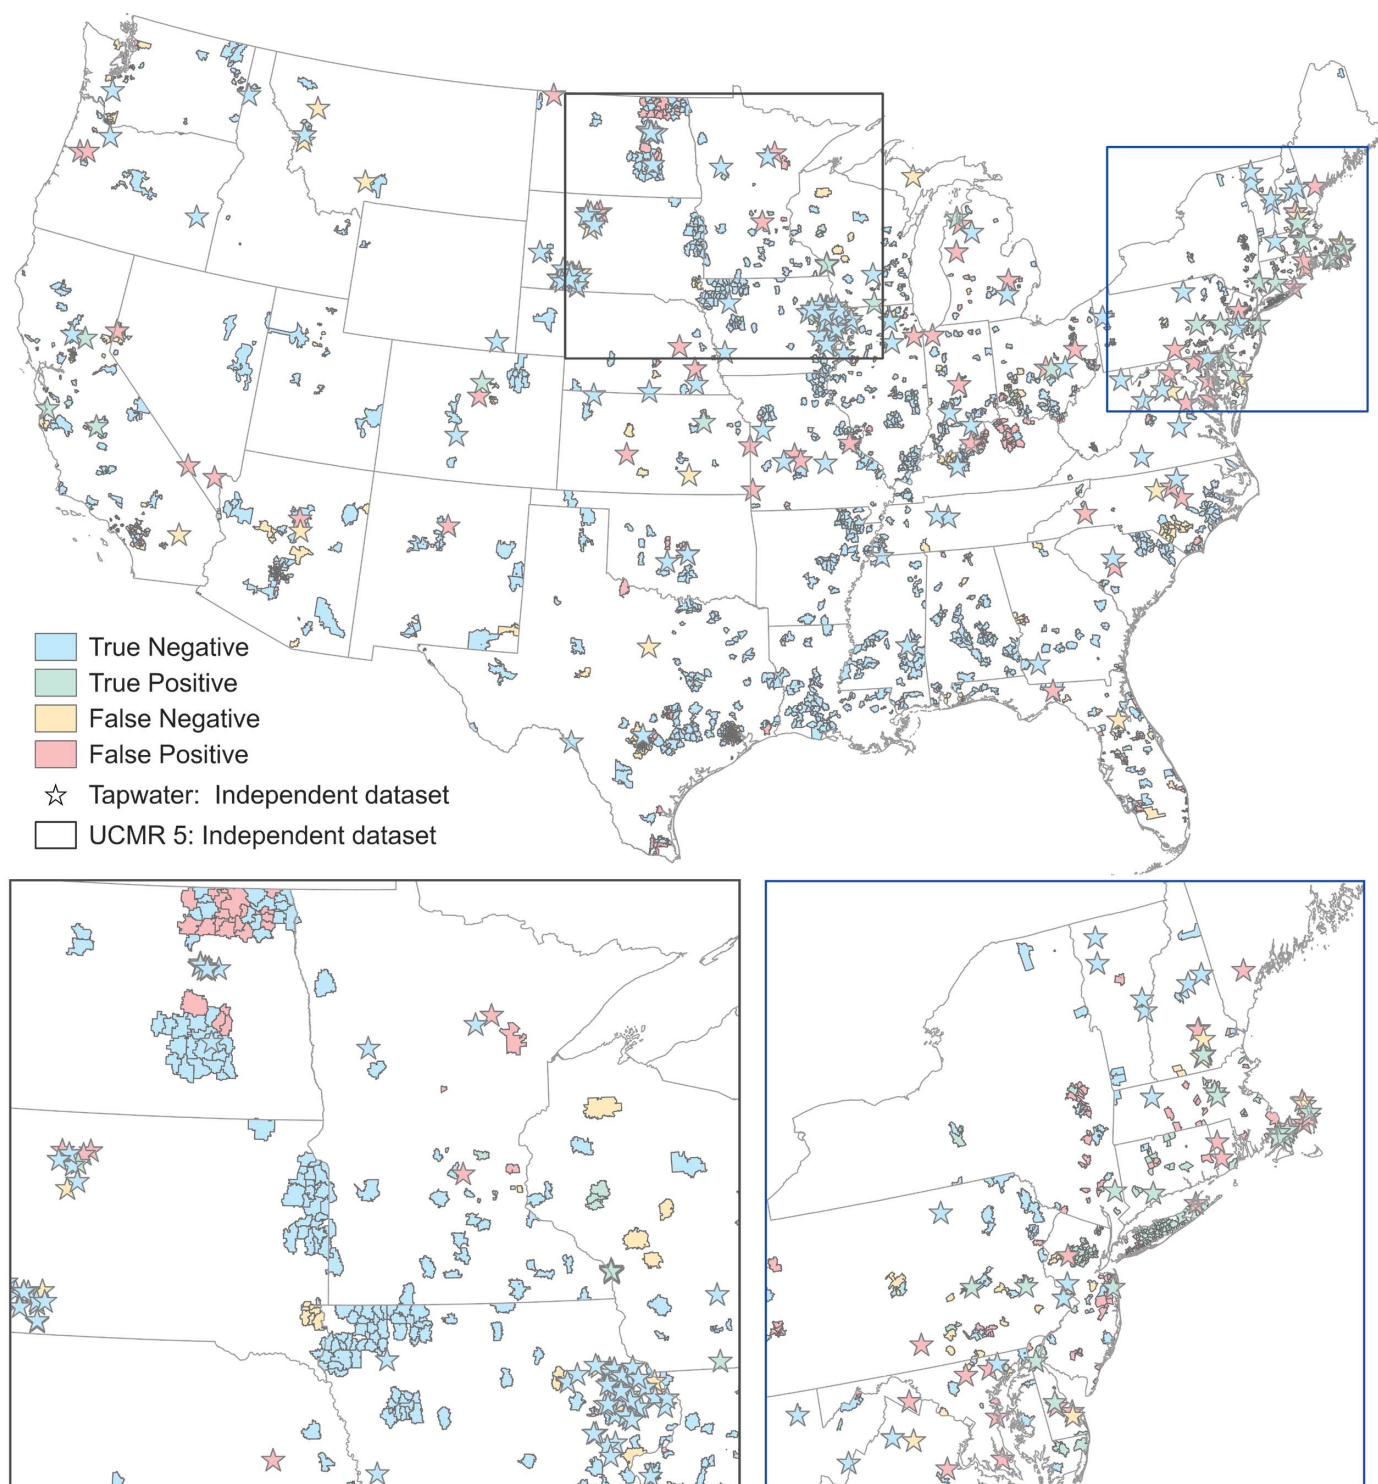 True Negative
True Positive
False Negative
False Positive
Tapwater: Independent dataset
UCMR 5: Independent dataset